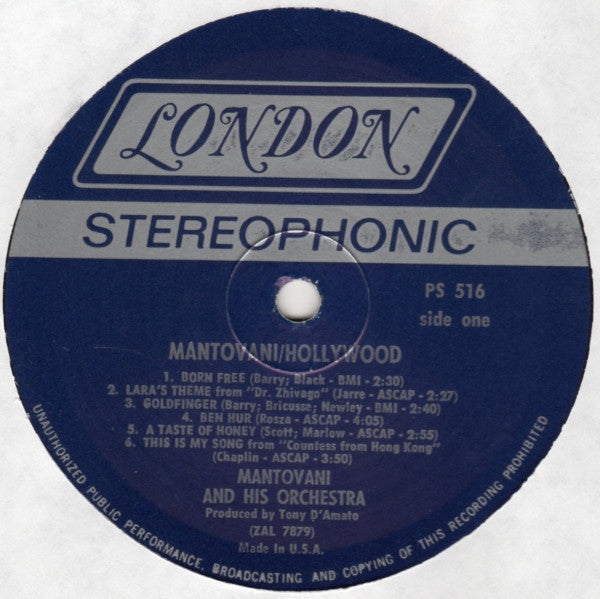 LONDON
STEREOPHONIC
PS 516
side one
MANTOVANI/HOLLYWOOD
1. BORN FREE (Barry; Black - BMI - 2:30)
2. LARA'S THEME from "Dr. Zhivago" (Jarre - ASCAP - 2:27)
3. GOLDFINGER (Barry; Bricusse; Newley - BMI - 2:40)
4. BEN HUR (Rosza - ASCAP - 4:05)
5. A TASTE OF HONEY (Scott; Marlow - ASCAP - 2:55)
6. THIS IS MY SONG from "Countess from Hong Kong"
(Chaplin - ASCAP - 3:50)
MANTOVANI
AND HIS ORCHESTRA
Produced by Tony D'Amato
(ZAL 7879)
Made in U.S.A.
UNAUTHORIZED PUBLIC PERFORMANCE, BROADCASTING AND COPYING OF THIS RECORDING PROHIBITED